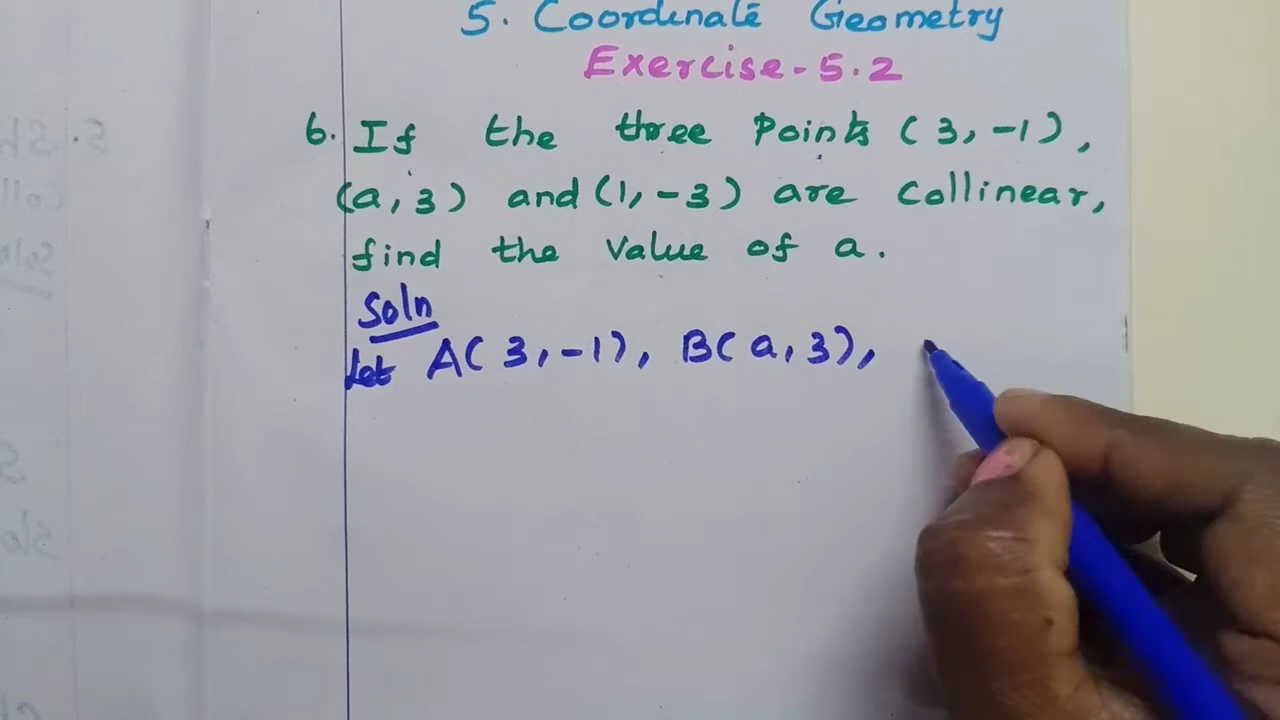 5. Coordinate Geometry
Exercise-5.2
6. If the three points (3, -1),
(a, 3) and (1, -3) are collinear,
find the value of a.
Soln
Let A(3, -1), B(a, 3),